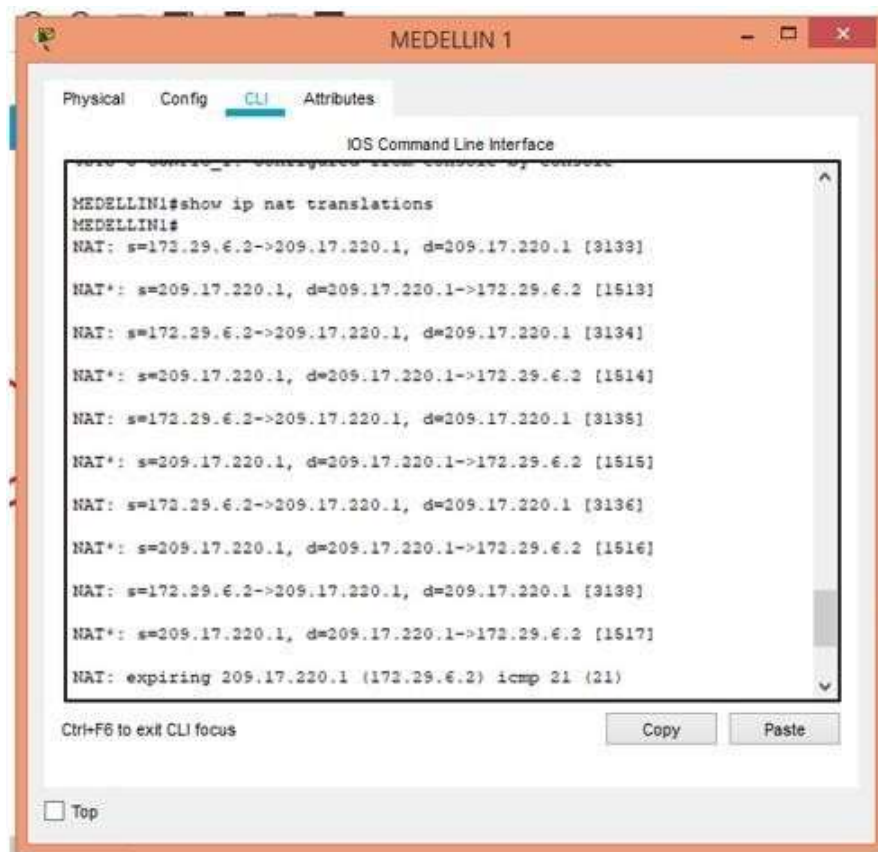 MEDELLIN 1
Physical Config CLI Attributes
IOS Command Line Interface
MEDELLIN1#show ip nat translations
MEDELLIN1#
NAT: s=172.29.6.2->209.17.220.1, d=209.17.220.1 [3133]
NAT*: s=209.17.220.1, d=209.17.220.1->172.29.6.2 [1513]
NAT: s=172.29.6.2->209.17.220.1, d=209.17.220.1 [3134]
NAT*: s=209.17.220.1, d=209.17.220.1->172.29.6.2 [1514]
NAT: s=172.29.6.2->209.17.220.1, d=209.17.220.1 [3135]
NAT*: s=209.17.220.1, d=209.17.220.1->172.29.6.2 [1515]
NAT: s=172.29.6.2->209.17.220.1, d=209.17.220.1 [3136]
NAT*: s=209.17.220.1, d=209.17.220.1->172.29.6.2 [1516]
NAT: s=172.29.6.2->209.17.220.1, d=209.17.220.1 [3138]
NAT*: s=209.17.220.1, d=209.17.220.1->172.29.6.2 [1517]
NAT: expiring 209.17.220.1 (172.29.6.2) icmp 21 (21)
Ctrl+F6 to exit CLI focus Copy Paste
Top